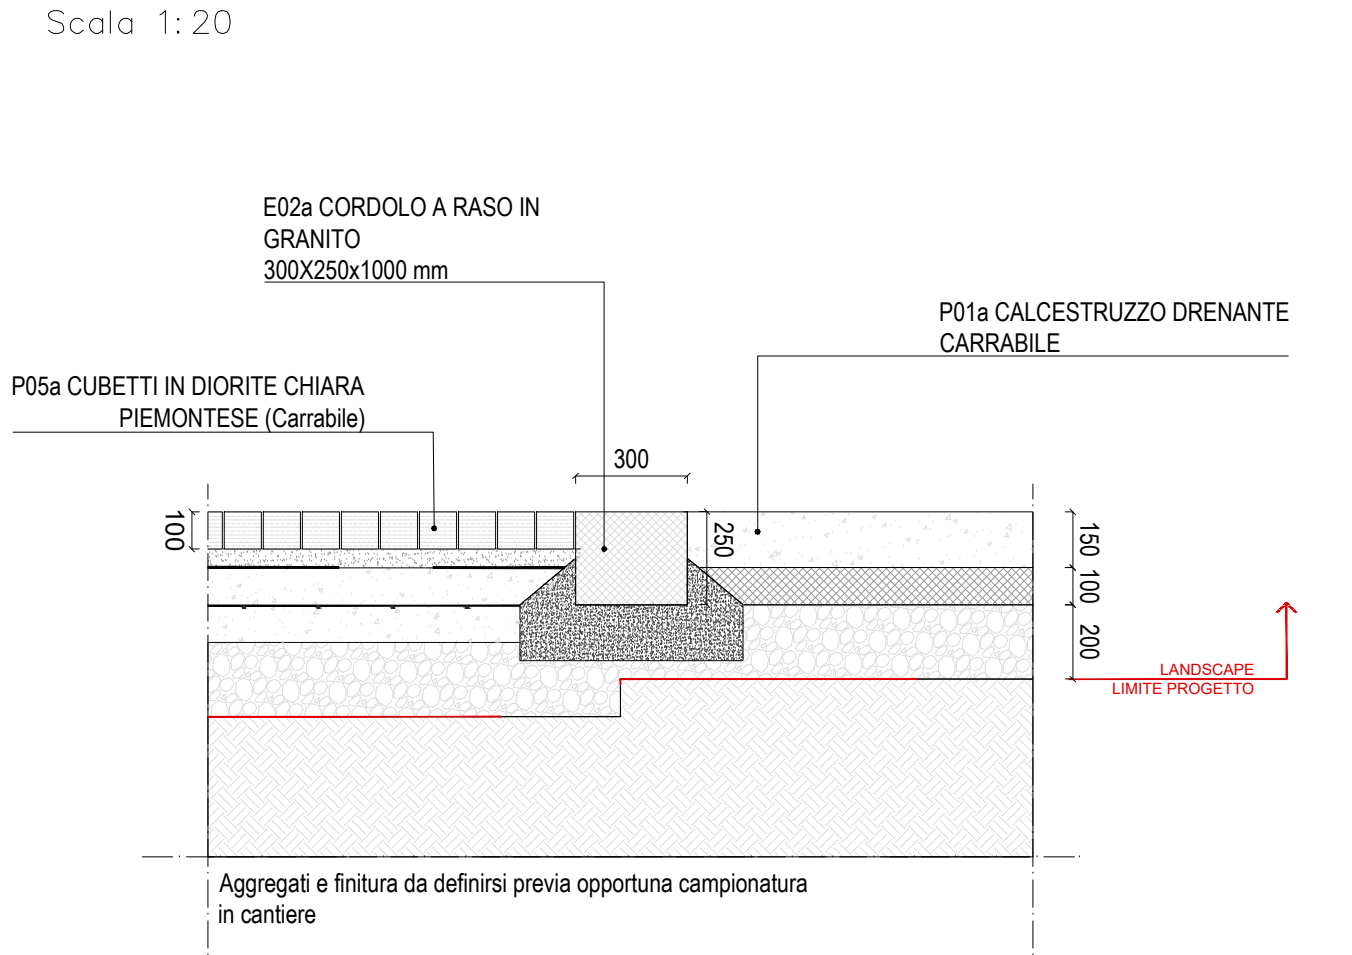 Scala 1:20
E02a CORDOLO A RASO IN
GRANITO
300X250x1000 mm
P01a CALCESTRUZZO DRENANTE
CARRABILE
P05a CUBETTI IN DIORITE CHIARA
PIEMONTESE (Carrabile)
300
100
250
150
100
200
LANDSCAPE
LIMITE PROGETTO
Aggregati e finitura da definirsi previa opportuna campionatura
in cantiere